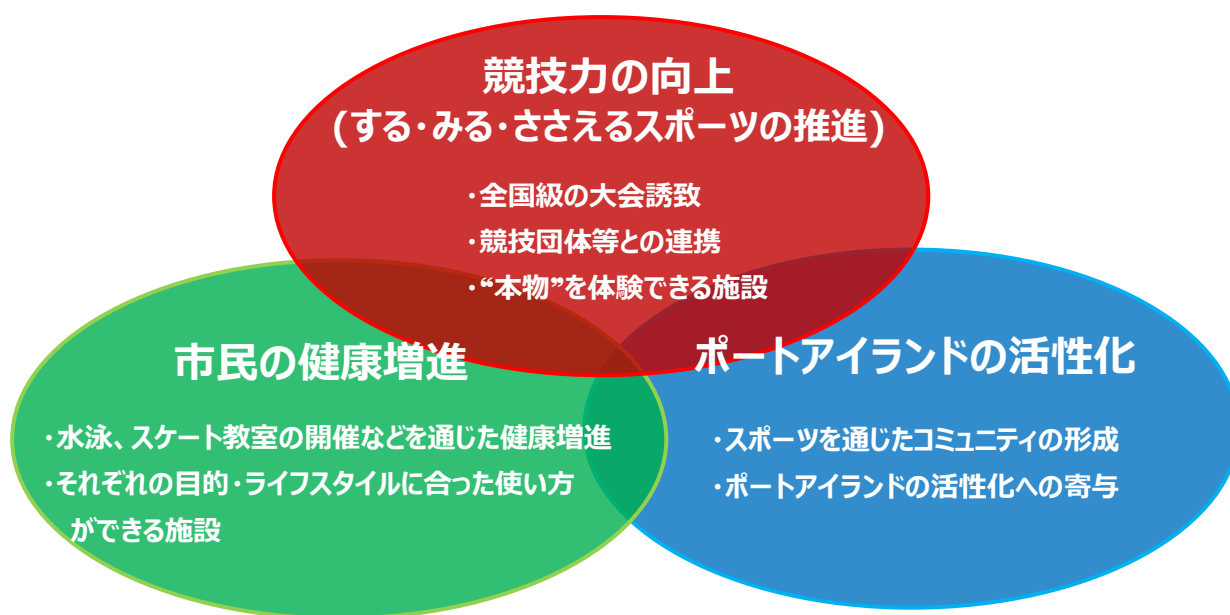 競技力の向上
(する・みる・ささえるスポーツの推進)
・全国級の大会誘致
・競技団体等との連携
・“本物”を体験できる施設
市民の健康増進
・水泳、スケート教室の開催などを通じた健康増進
・それぞれの目的・ライフスタイルに合った使い方
ができる施設
ポートアイランドの活性化
・スポーツを通じたコミュニティの形成
・ポートアイランドの活性化への寄与